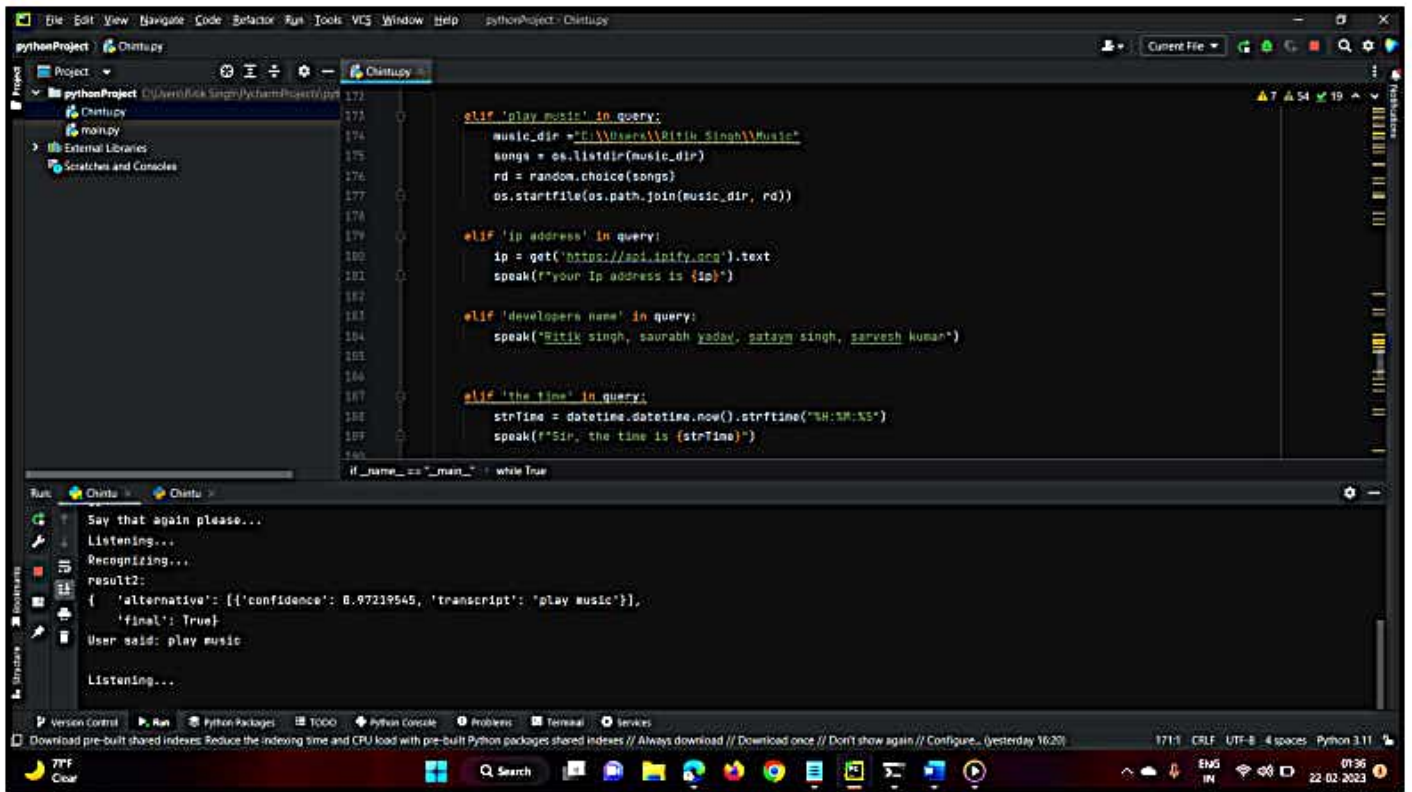 File Edit View Navigate Code Refactor Run Tools VCS Window Help pythonProject - Chintu.py
pythonProject Chintu.py
Current File
Project
Chintu.py
pythonProject
Chintu.py
main.py
External Libraries
Scratches and Consoles
7 54 19
172
173 elif 'play music' in query:
174 music_dir ="C:\\Users\\Ritik Singh\\Music"
175 songs = os.listdir(music_dir)
176 rd = random.choice(songs)
177 os.startfile(os.path.join(music_dir, rd))
178
179 elif 'ip address' in query:
180 ip = get('https://api.ipify.org').text
181 speak(f"your Ip address is {ip}")
182
183 elif 'developers name' in query:
184 speak("Ritik singh, saurabh yadav, sataym singh, sarvesh kumar")
185
186
187 elif 'the time' in query:
188 strTime = datetime.datetime.now().strftime("%H:%M:%S")
189 speak(f"Sir, the time is {strTime}")
190
if __name__ == "__main__" while True
Notifications
Run: Chintu Chintu
Say that again please...
Listening...
Recognizing...
result2:
{ 'alternative': [{'confidence': 0.97219545, 'transcript': 'play music'}],
'final': True}
User said: play music
Listening...
Bookmarks
Structure
Version Control Run Python Packages TODO Python Console Problems Terminal Services
Download pre-built shared indexes: Reduce the indexing time and CPU load with pre-built Python packages shared indexes // Always download // Download once // Don't show again // Configure... (yesterday 16:20) 171:1 CRLF UTF-8 4 spaces Python 3.11
77°F
Clear
Search
ENG
IN
01:36
22-02-2023